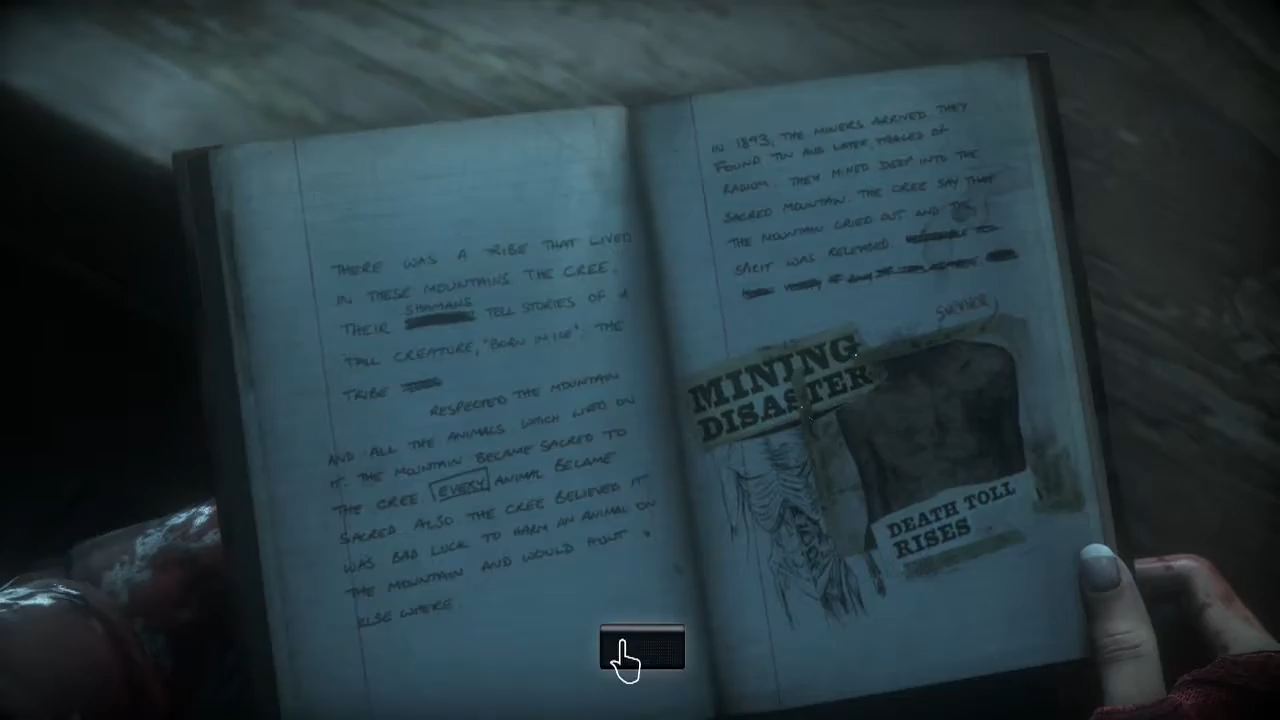 THERE WAS A TRIBE THAT LIVED
IN THESE MOUNTAINS THE CREE.
THEIR SHAMANS TELL STORIES OF A
TALL CREATURE, "BORN IN ICE". THE
TRIBE
RESPECTED THE MOUNTAIN
AND ALL THE ANIMALS WITCH LIVED ON
IT. THE MOUNTAIN BECAME SACRED TO
THE CREE EVERY ANIMAL BECAME
SACRED ALSO THE CREE BELIEVED IT
WAS BAD LUCK TO HARM AN ANIMAL ON
THE MOUNTAIN AND WOULD HUNT
ELSE WHERE
IN 1893, THE MINERS ARRIVED THEY
FOUND TIN AND LATER, OF
RADIUM. THEY MINED DEEP INTO THE
SACRED MOUNTAIN. THE CREE SAY THAT
THE MOUNTAIN CRIED OUT AND THE
SPIRIT WAS RELEASED
MINING
DISASTER
DEATH TOLL
RISES